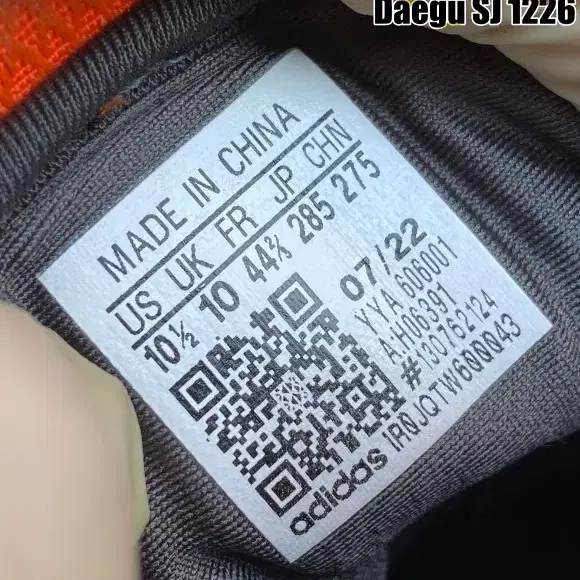 Daegu SJ 1226
MADE IN CHINA
US UK FR JP CHN
10½ 10 44⅔ 285 275
07/22
YYA 606001
A:H06391
#130762124
1R0JQTW600043
adidas